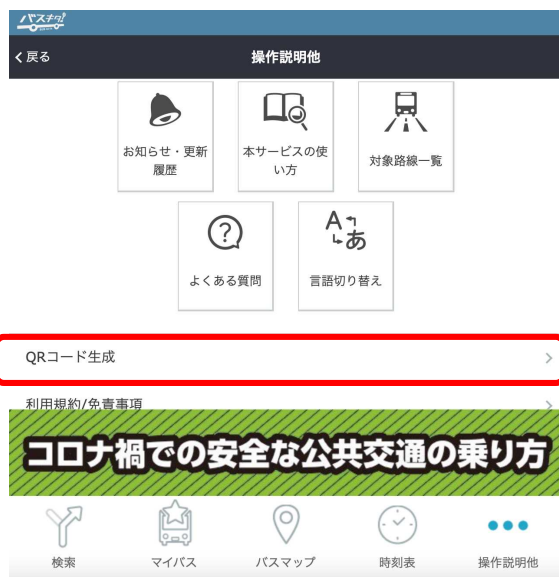 バスキタ!
戻る
操作説明他
お知らせ・更新
履歴
本サービスの使
い方
対象路線一覧
よくある質問
A
あ
言語切り替え
QRコード生成
利用規約/免責事項
コロナ禍での安全な公共交通の乗り方
検索
マイバス
バスマップ
時刻表
操作説明他